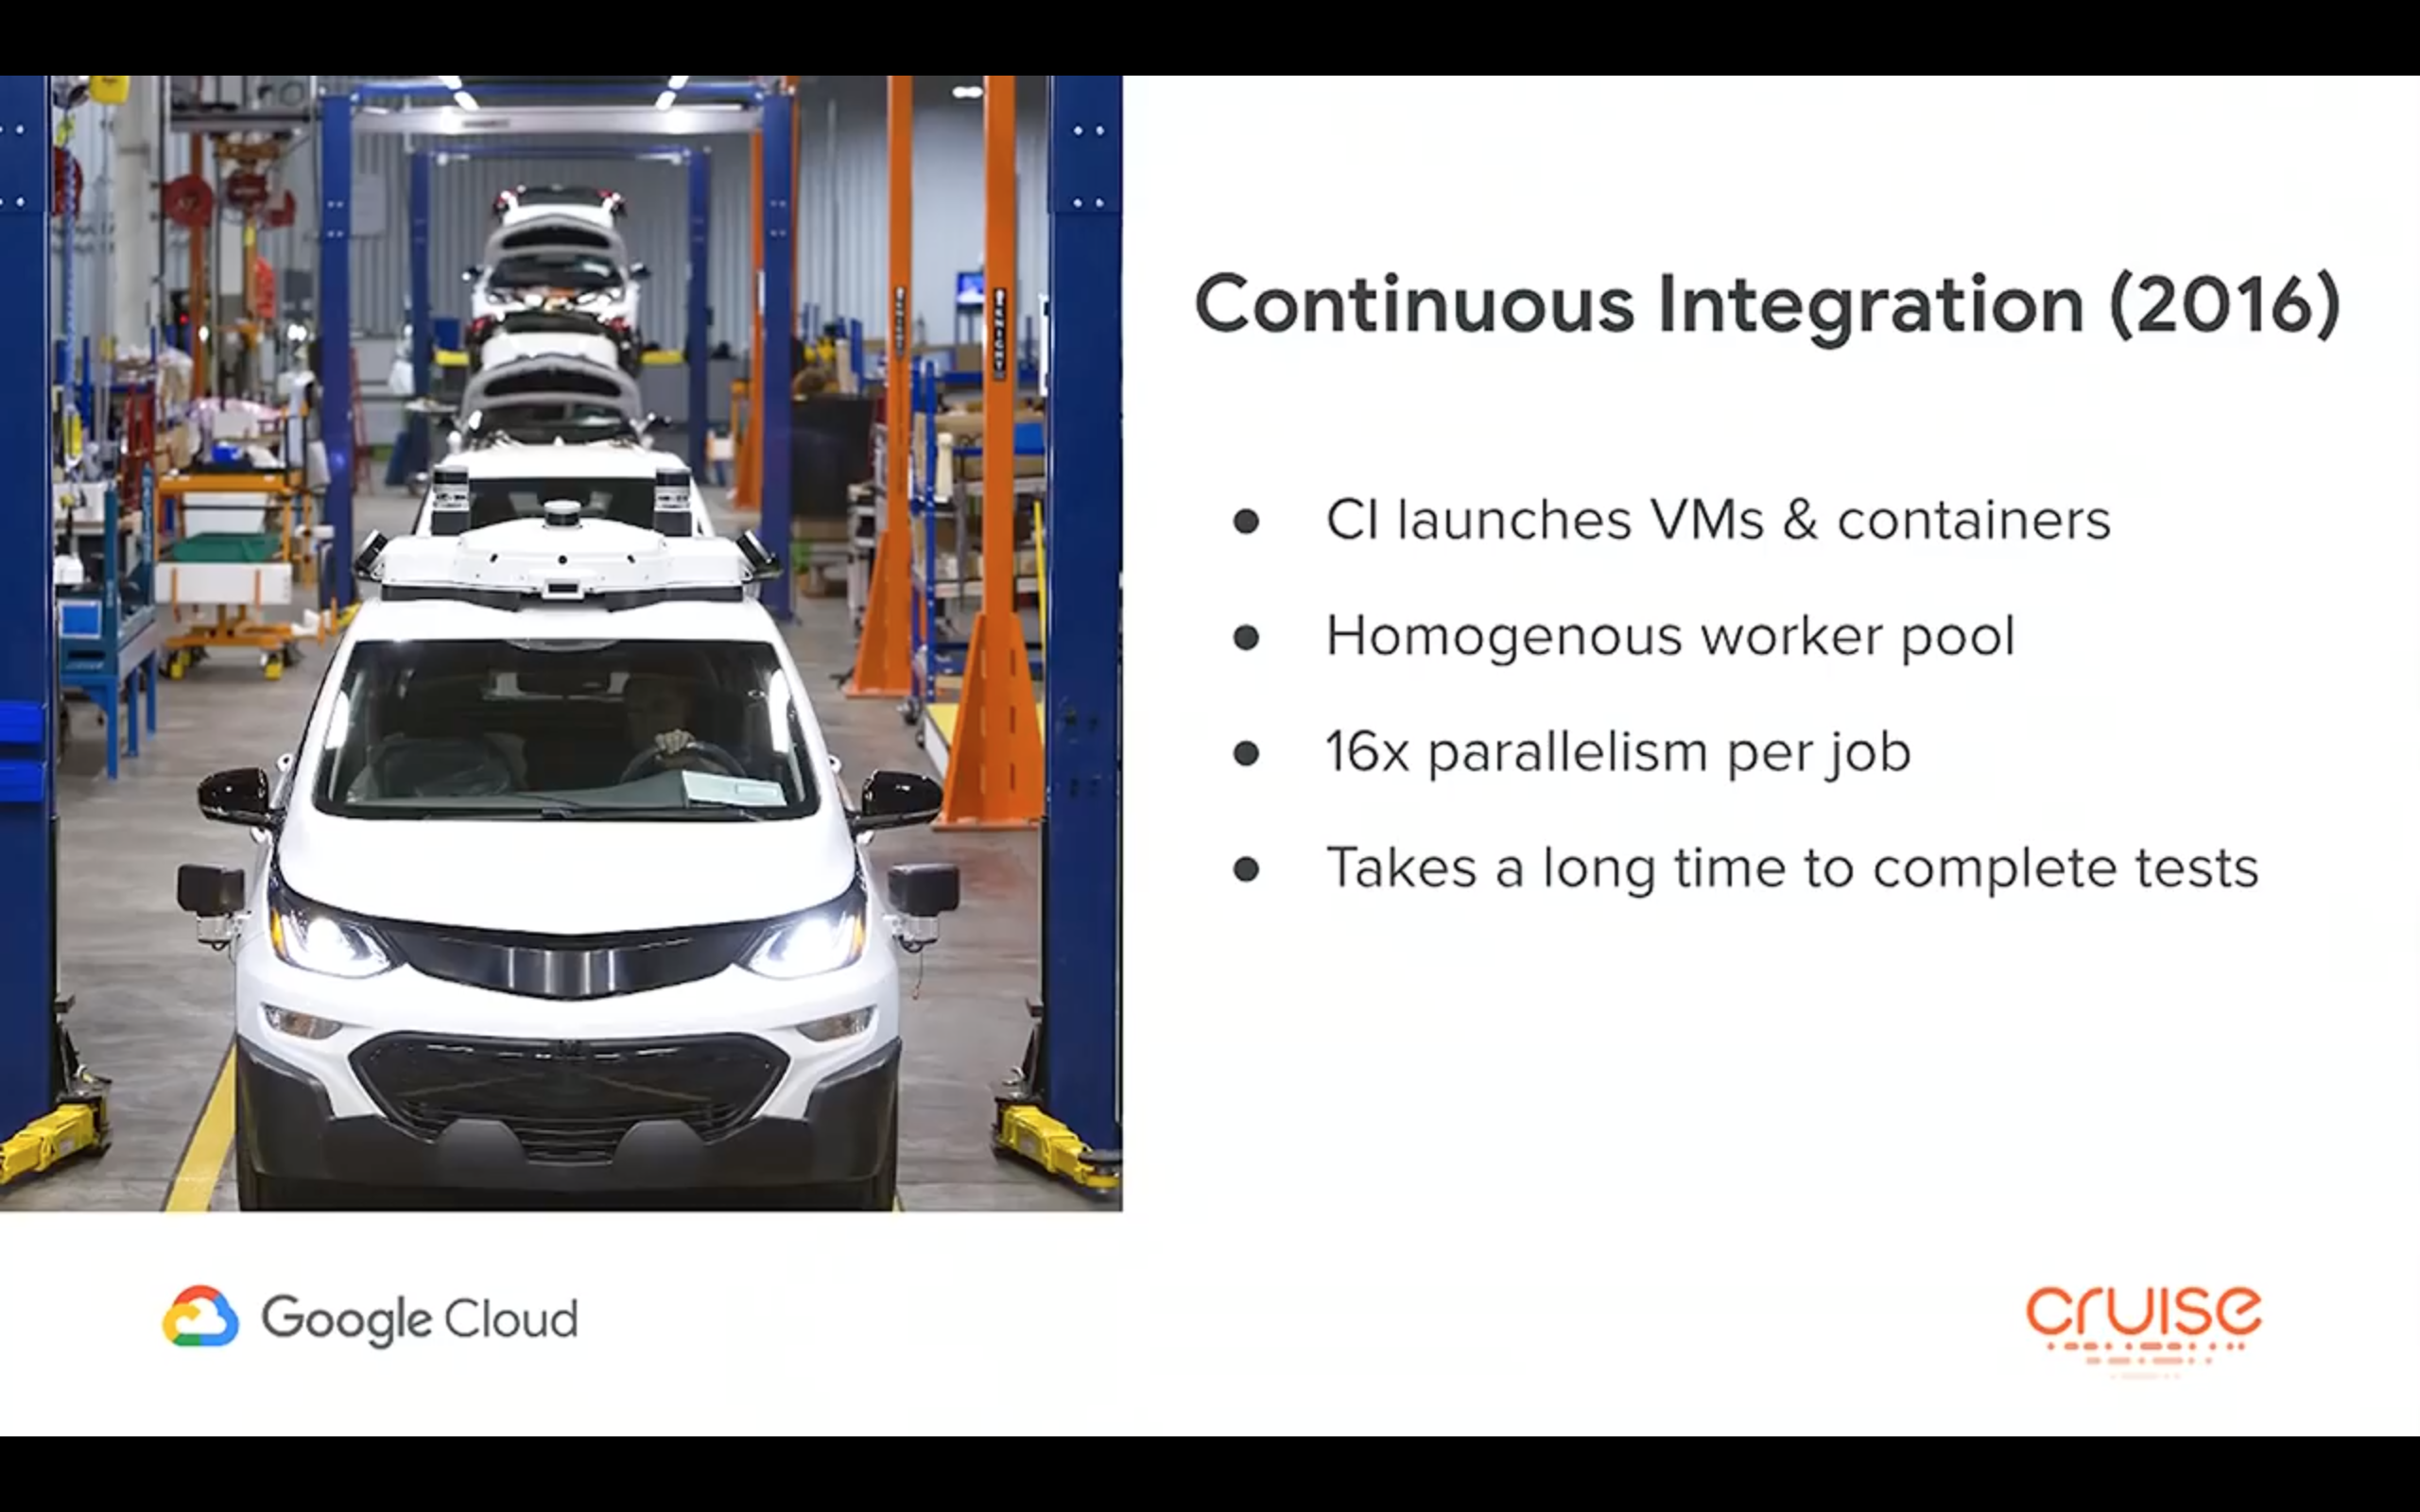 Continuous Integration (2016)
● CI launches VMs & containers
● Homogenous worker pool
● 16x parallelism per job
● Takes a long time to complete tests
Google Cloud
cruise